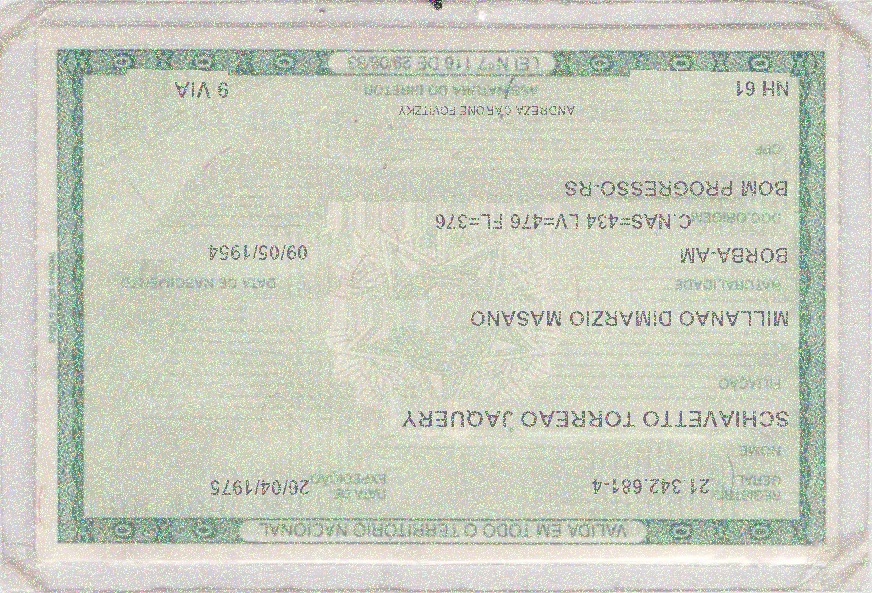 VALIDA EM TODO O TERRITÓRIO NACIONAL
REGISTRO GERAL 21.342.681-4 DATA DE EXPEDIÇÃO 26/04/1975
NOME
SCHIAVETTO TORREAO JAQUERY
FILIAÇÃO
MILLANAO DIMARZIO MASANO
NATURALIDADE DATA DE NASCIMENTO
BORBA-AM 09/05/1954
DOC.ORIGEM C.NAS=434 LV=476 FL=376
BOM PROGRESSO-RS
CPF
ANDREZA CARONE FOVITZKY
NH 61 ASSINATURA DO DIRETOR 9 VIA
LEI Nº 7.116 DE 29/08/83